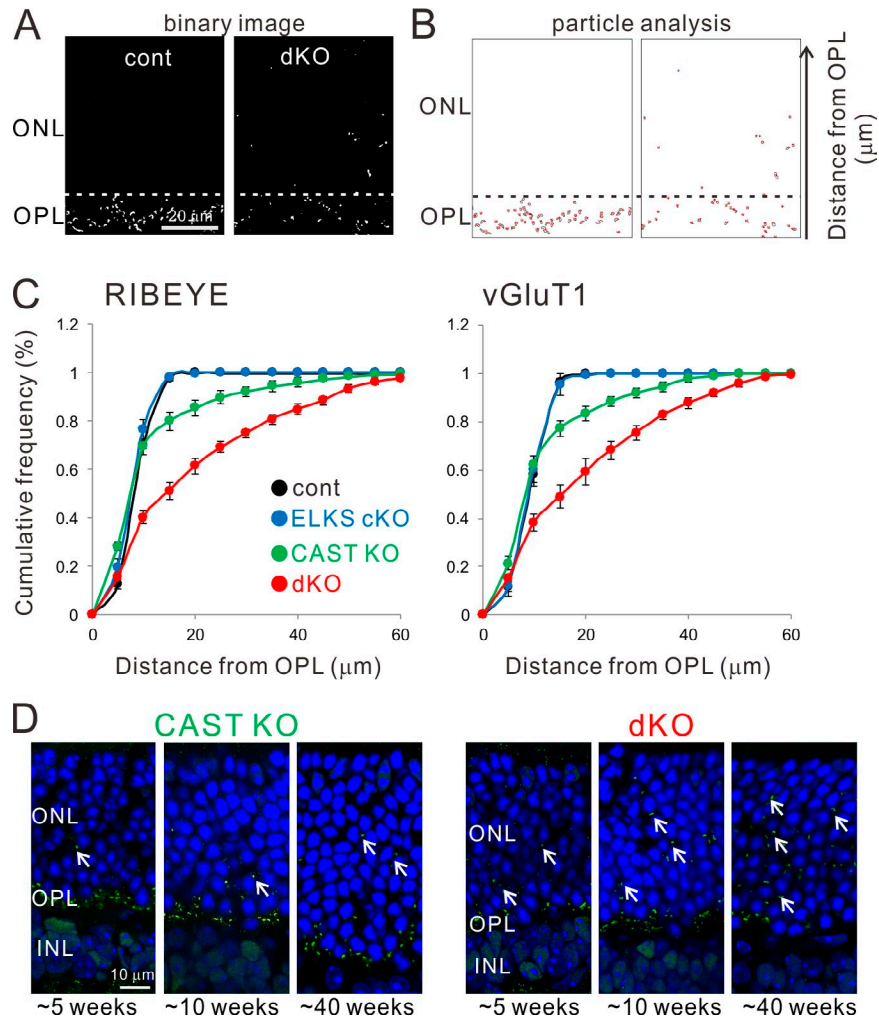 A
binary image
cont
dKO
ONL
OPL
20 μm
B
particle analysis
ONL
OPL
Distance from OPL
(μm)
C
RIBEYE
Cumulative frequency (%)
1.2
1
0.8
0.6
0.4
0.2
0
0 20 40 60
Distance from OPL (μm)
cont
ELKS cKO
CAST KO
dKO
vGluT1
1.2
1
0.8
0.6
0.4
0.2
0
0 20 40 60
Distance from OPL (μm)
D
CAST KO
ONL
OPL
INL
10 μm
~5 weeks ~10 weeks ~40 weeks
dKO
ONL
OPL
INL
~5 weeks ~10 weeks ~40 weeks